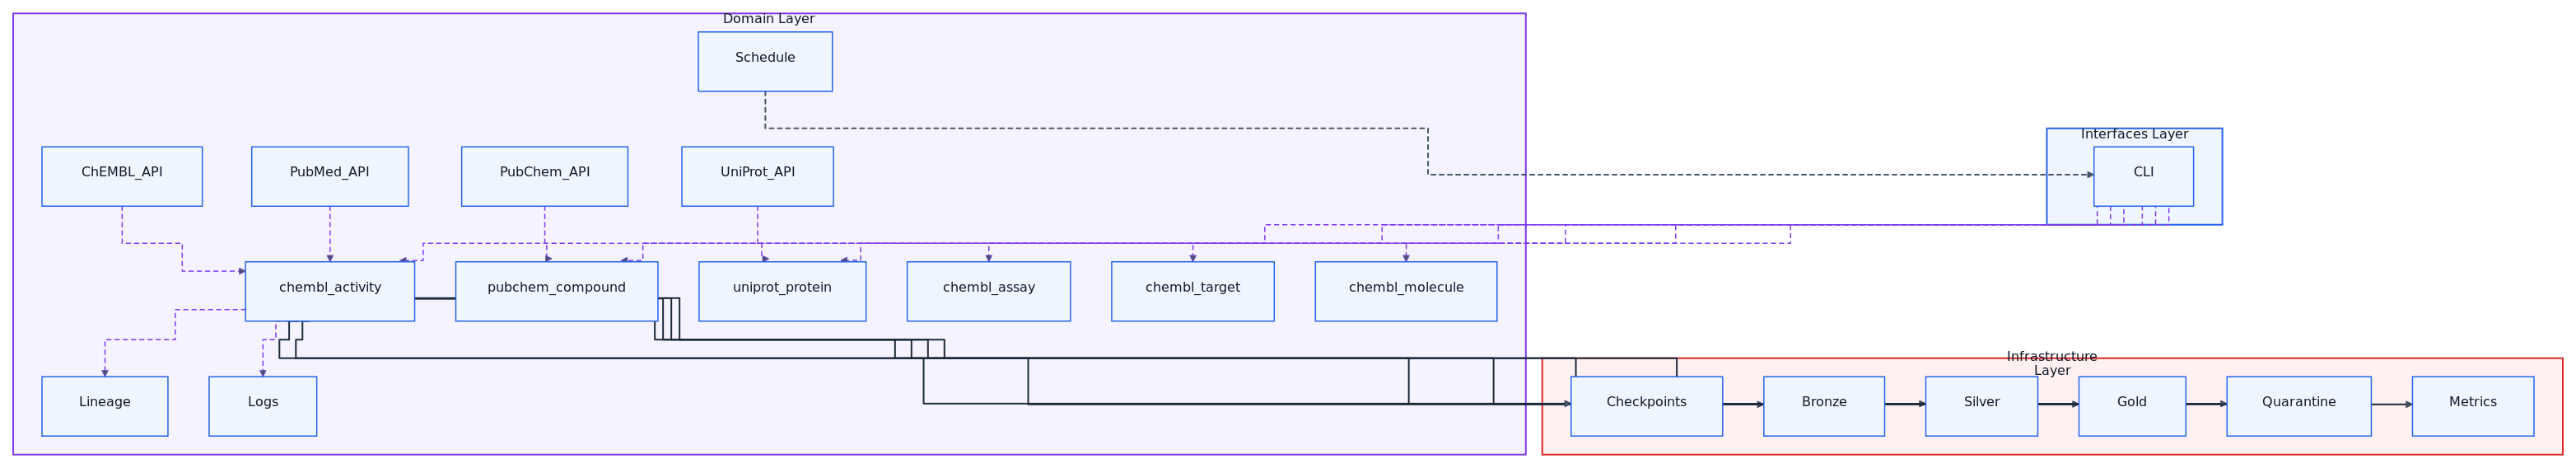 Domain Layer
Schedule
Interfaces Layer
ChEMBL_API
PubMed_API
PubChem_API
UniProt_API
CLI
chembl_activity
pubchem_compound
uniprot_protein
chembl_assay
chembl_target
chembl_molecule
Infrastructure
Layer
Lineage
Logs
Checkpoints
Bronze
Silver
Gold
Quarantine
Metrics